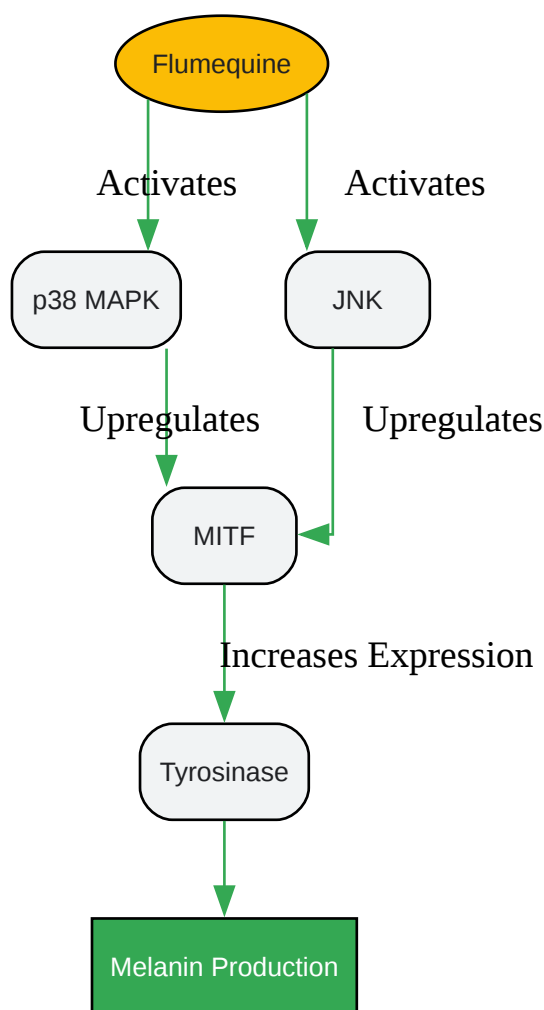 Flumequine
Activates
Activates
p38 MAPK
JNK
Upregulates
Upregulates
MITF
Increases Expression
Tyrosinase
Melanin Production